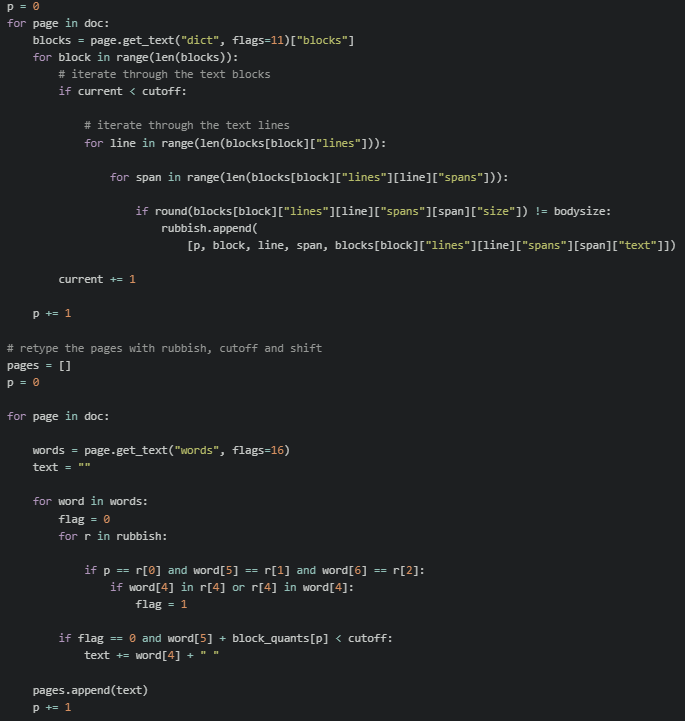 p = 0
for page in doc:
    blocks = page.get_text("dict", flags=11)["blocks"]
    for block in range(len(blocks)):
        # iterate through the text blocks
        if current < cutoff:

            # iterate through the text lines
            for line in range(len(blocks[block]["lines"])):

                for span in range(len(blocks[block]["lines"][line]["spans"])):

                    if round(blocks[block]["lines"][line]["spans"][span]["size"]) != bodysize:
                        rubbish.append(
                            [p, block, line, span, blocks[block]["lines"][line]["spans"][span]["text"]])

        current += 1

    p += 1

# retype the pages with rubbish, cutoff and shift
pages = []
p = 0

for page in doc:

    words = page.get_text("words", flags=16)
    text = ""

    for word in words:
        flag = 0
        for r in rubbish:

            if p == r[0] and word[5] == r[1] and word[6] == r[2]:
                if word[4] in r[4] or r[4] in word[4]:
                    flag = 1

        if flag == 0 and word[5] + block_quants[p] < cutoff:
            text += word[4] + " "

    pages.append(text)
    p += 1